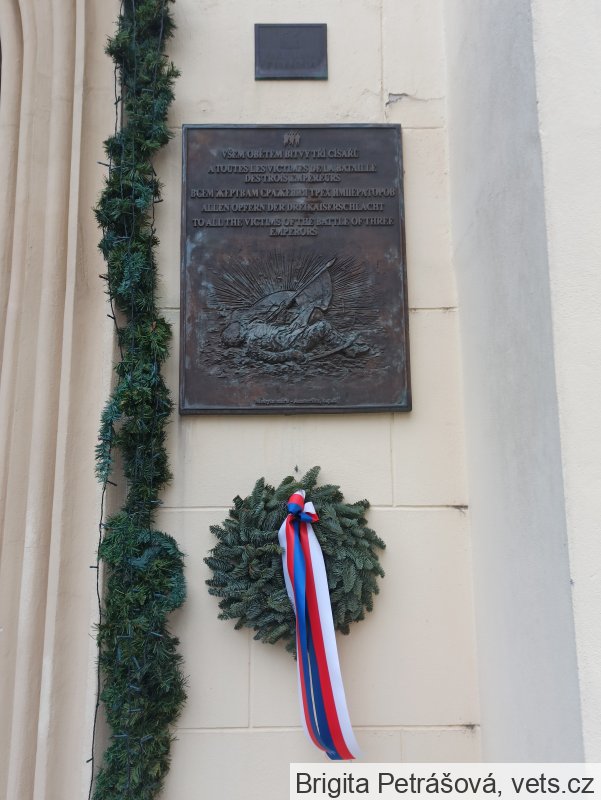 VŠEM OBĚTEM BITVY TŘÍ CÍSAŘŮ
A TOUTES LES VICTIMES DE LA BATAILLE
DES TROIS EMPEREURS
ВСЕМ ЖЕРТВАМ СРАЖЕНИЯ ТРЕХ ИМПЕРАТОРОВ
ALLEN OPFERN DER DREIKAISERSCHLACHT
TO ALL THE VICTIMS OF THE BATTLE OF THREE
EMPERORS
Brigita Petrášová, vets.cz